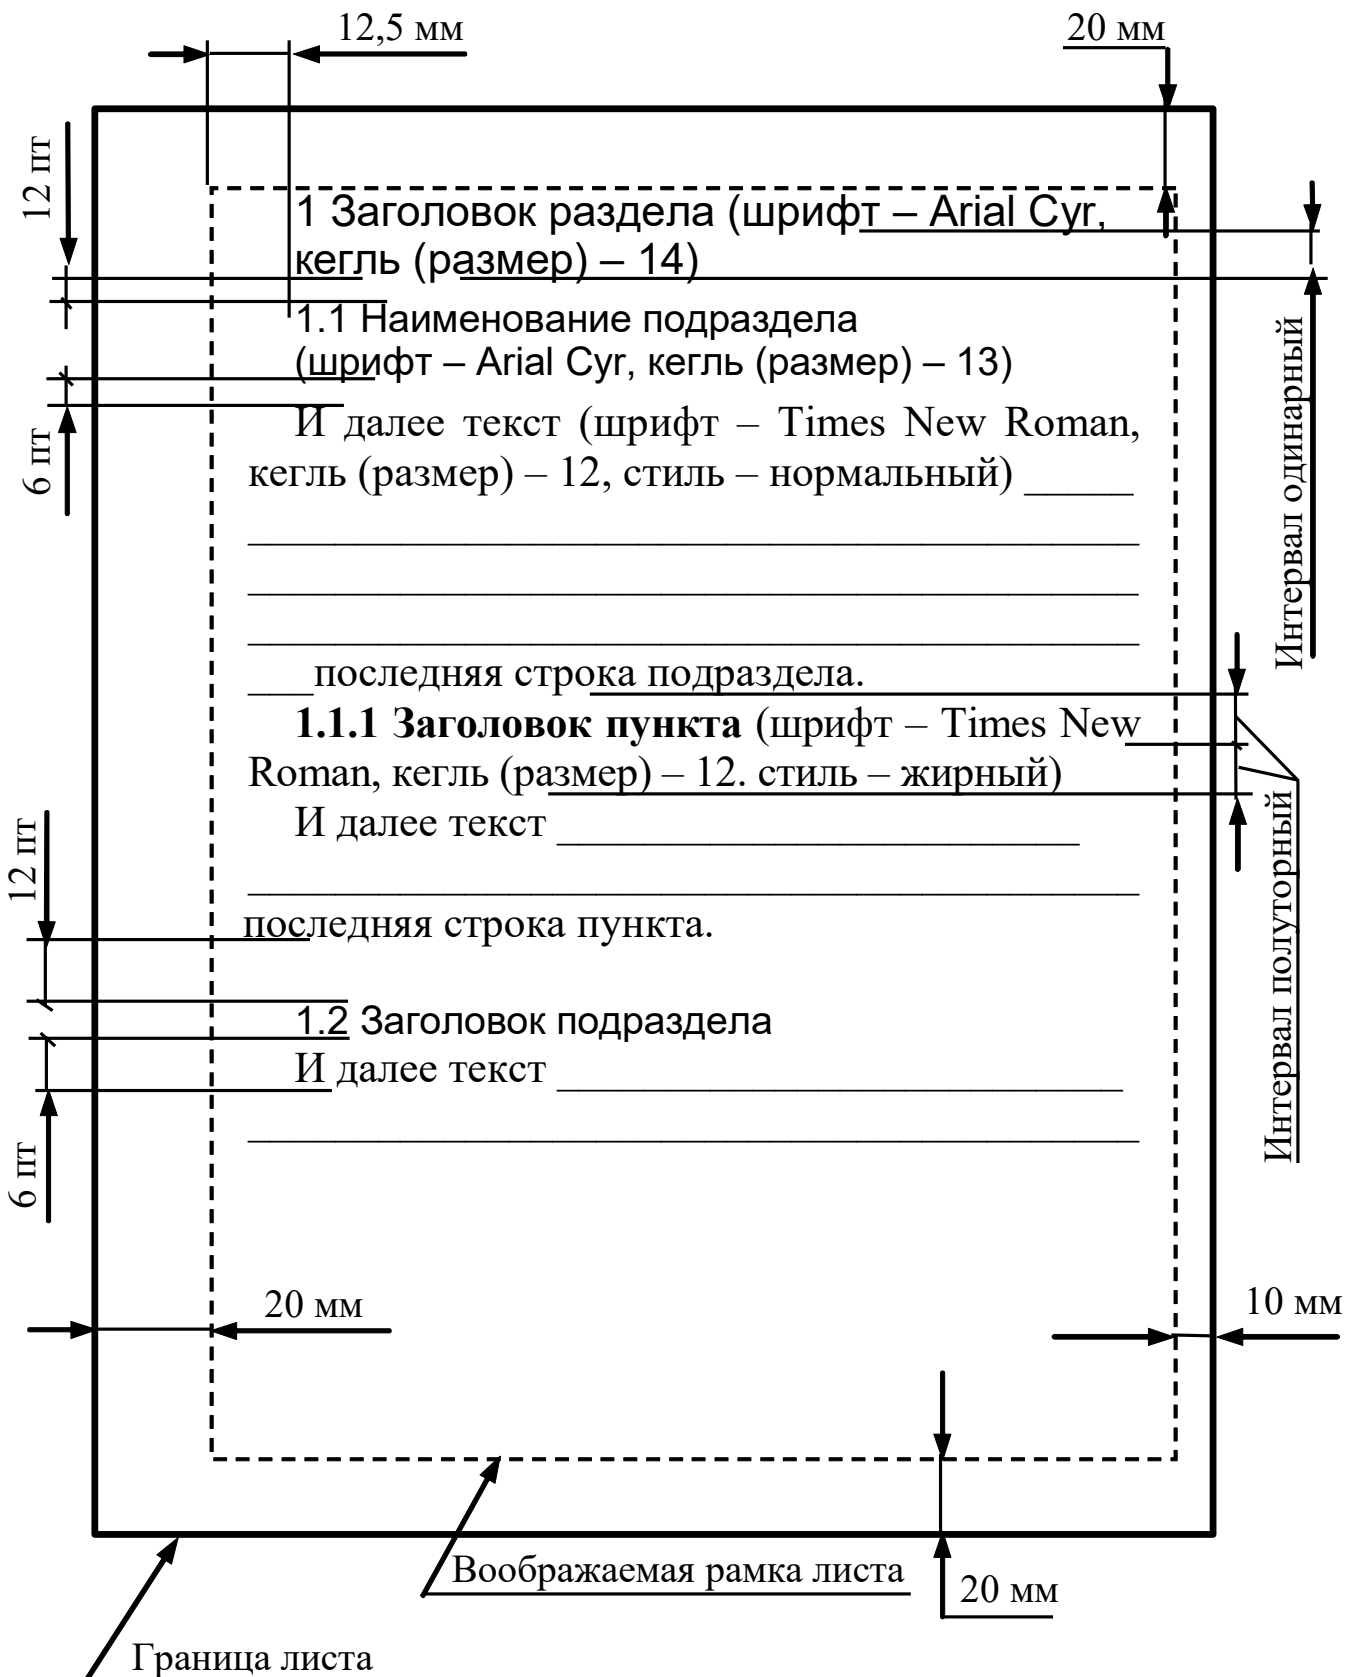 12,5 мм
20 мм
12 пт
1 Заголовок раздела (шрифт – Arial Cyr,
кегль (размер) – 14)
1.1 Наименование подраздела
(шрифт – Arial Cyr, кегль (размер) – 13)
6 пт
И далее текст (шрифт – Times New Roman,
кегль (размер) – 12, стиль – нормальный) _____
Интервал одинарный
___последняя строка подраздела.
1.1.1 Заголовок пункта (шрифт – Times New
Roman, кегль (размер) – 12. стиль – жирный)
И далее текст ________________________
12 пт
последняя строка пункта.
Интервал полуторный
1.2 Заголовок подраздела
И далее текст __________________________
6 пт
20 мм
10 мм
Воображаемая рамка листа
20 мм
Граница листа